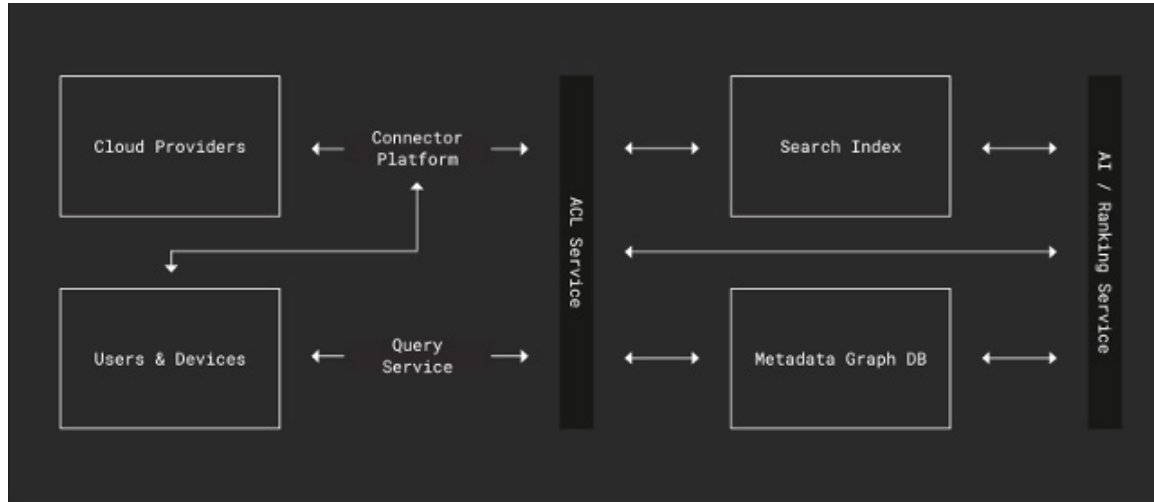 Cloud Providers
Connector
Platform
ACL Service
Search Index
AI / Ranking Service
Users & Devices
Query
Service
Metadata Graph DB